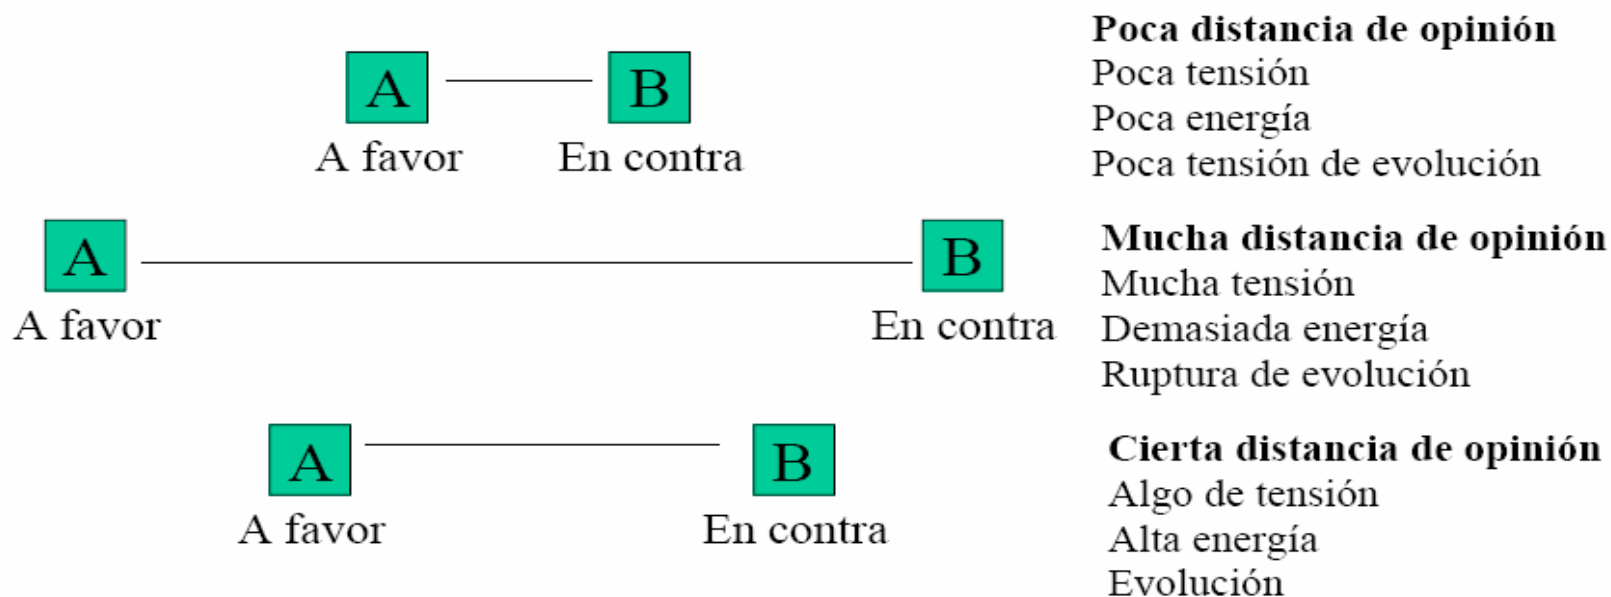 A
B
A favor
En contra
Poca distancia de opinión
Poca tensión
Poca energía
Poca tensión de evolución
A
B
A favor
En contra
Mucha distancia de opinión
Mucha tensión
Demasiada energía
Ruptura de evolución
A
B
A favor
En contra
Cierta distancia de opinión
Algo de tensión
Alta energía
Evolución